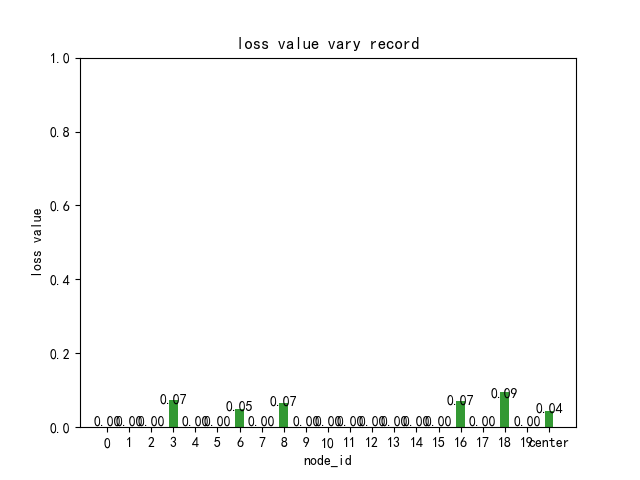 loss value vary record
1.0
0.8
0.6
0.4
0.2
0.0
loss value
0.00 0.00 0.00 0.07 0.00 0.00 0.05 0.00 0.07 0.00 0.00 0.00 0.00 0.00 0.00 0.00 0.07 0.00 0.09 0.00 0.04
0 1 2 3 4 5 6 7 8 9 10 11 12 13 14 15 16 17 18 19 center
node_id